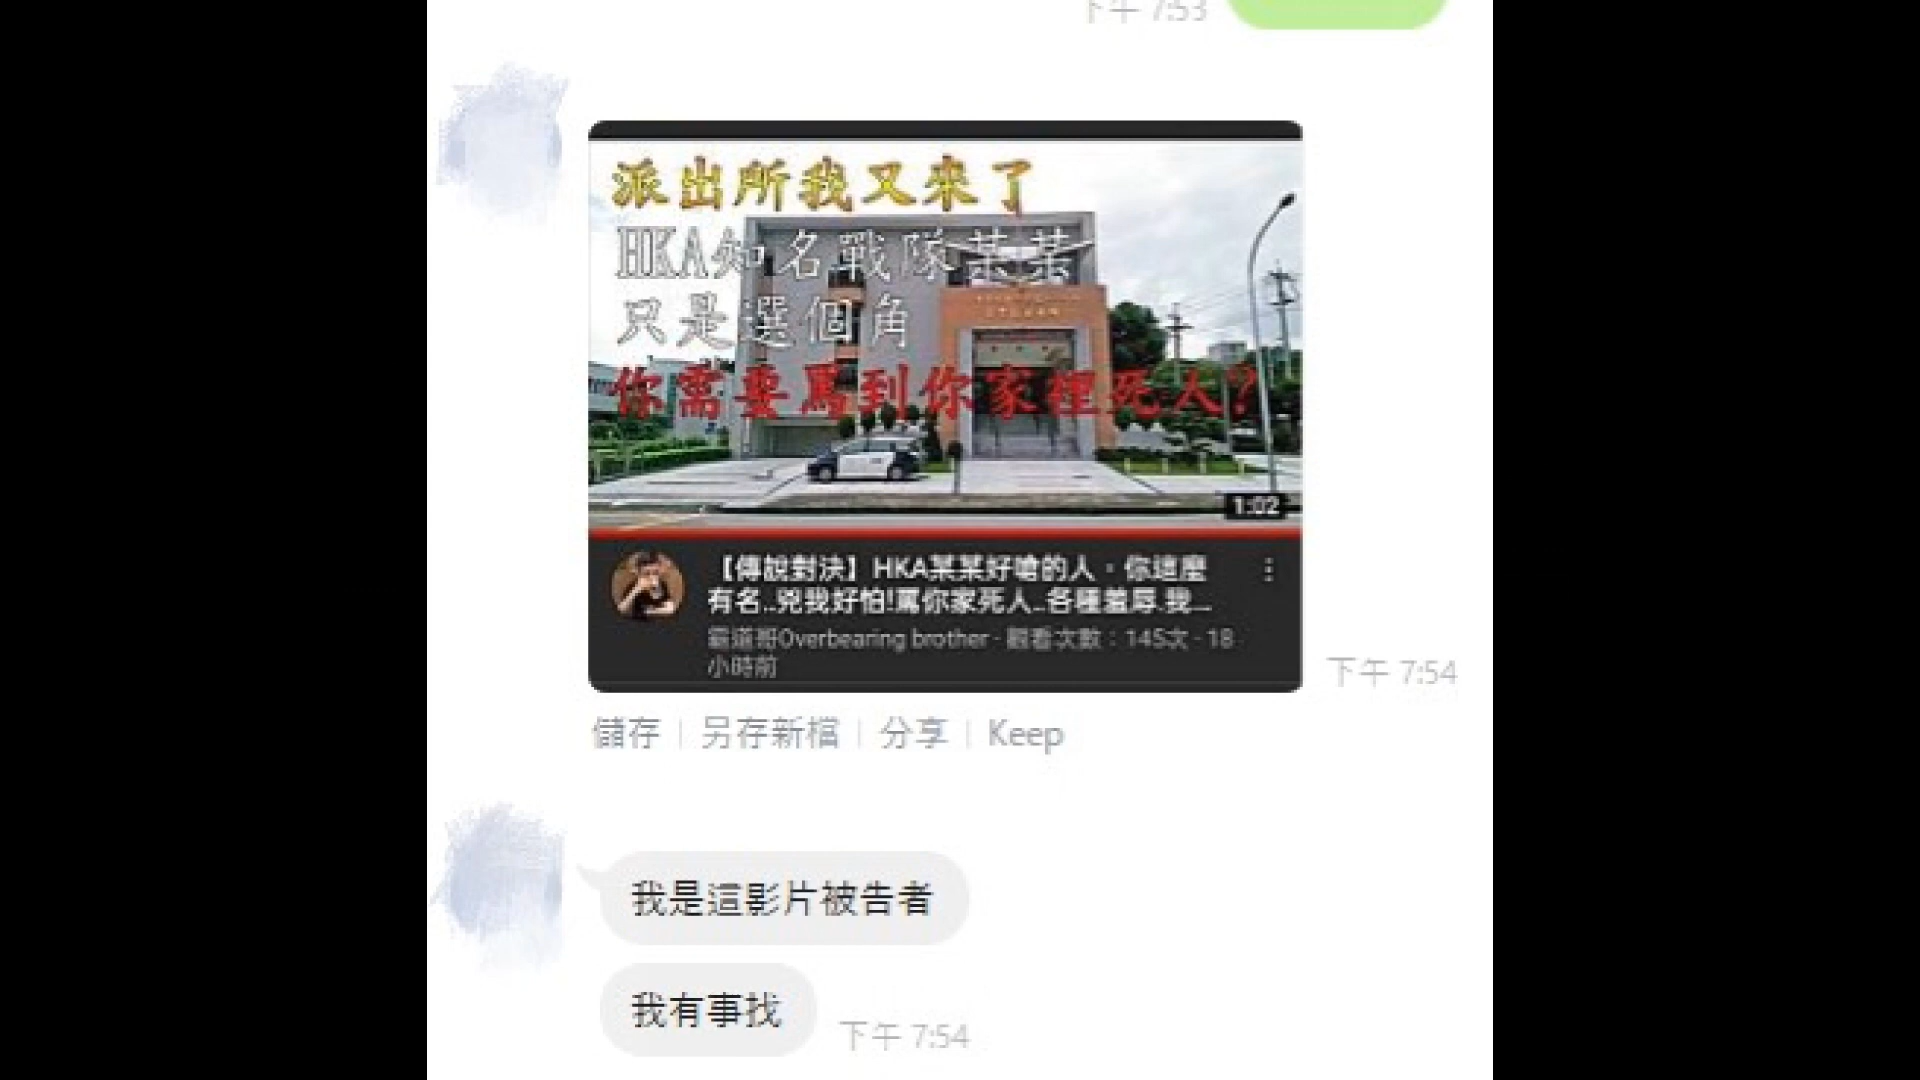 下午 7:53
派出所我又來了
HKA知名戰隊某某
只是選個角
你需要罵到你家裡死人?
1:02
【傳說對決】HKA某某好嗆的人,你這麼
有名..兇我好怕!罵你家死人..各種羞辱.我...
霸道哥Overbearing brother · 觀看次數:145次 · 18
小時前
下午 7:54
儲存 | 另存新檔 | 分享 | Keep
我是這影片被告者
我有事找
下午 7:54